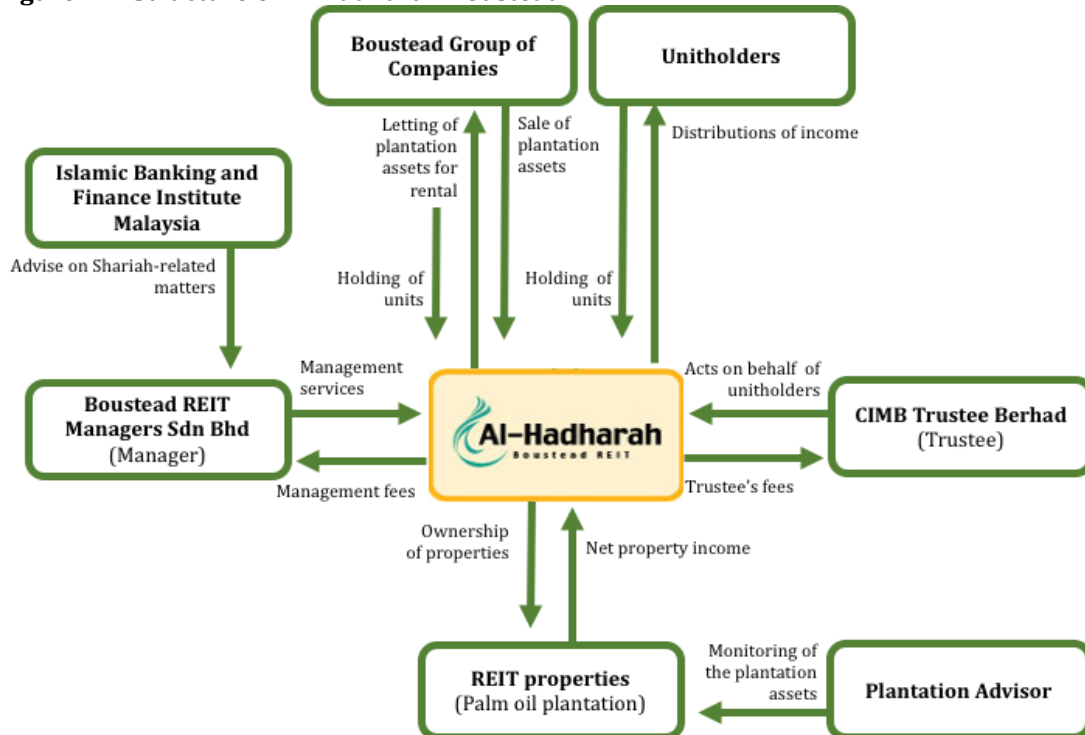 Boustead Group of
Companies
Unitholders
Letting of
plantation
assets for
rental
Sale of
plantation
assets
Distributions of income
Islamic Banking and
Finance Institute
Malaysia
Advise on Shariah-related
matters
Holding of
units
Holding of
units
Management
services
Acts on behalf of
unitholders
Boustead REIT
Managers Sdn Bhd
(Manager)
Al-Hadharah
Boustead REIT
CIMB Trustee Berhad
(Trustee)
Management fees
Trustee's fees
Ownership
of properties
Net property income
REIT properties
(Palm oil plantation)
Monitoring of
the plantation
assets
Plantation Advisor